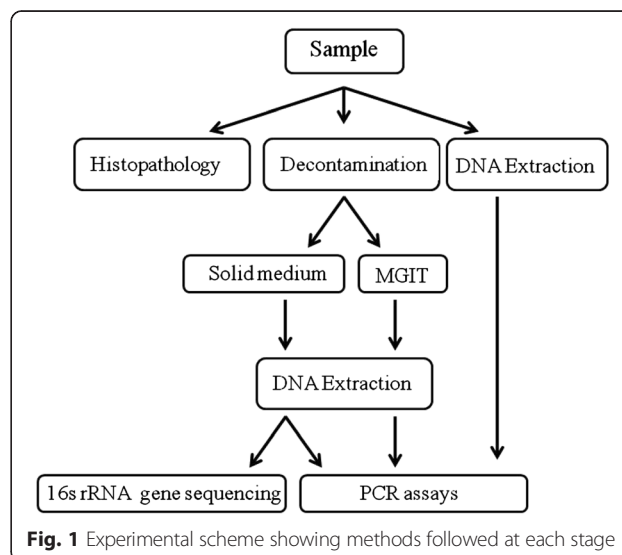 Sample
Histopathology
Decontamination
DNA Extraction
Solid medium
MGIT
DNA Extraction
16s rRNA gene sequencing
PCR assays
Fig. 1 Experimental scheme showing methods followed at each stage